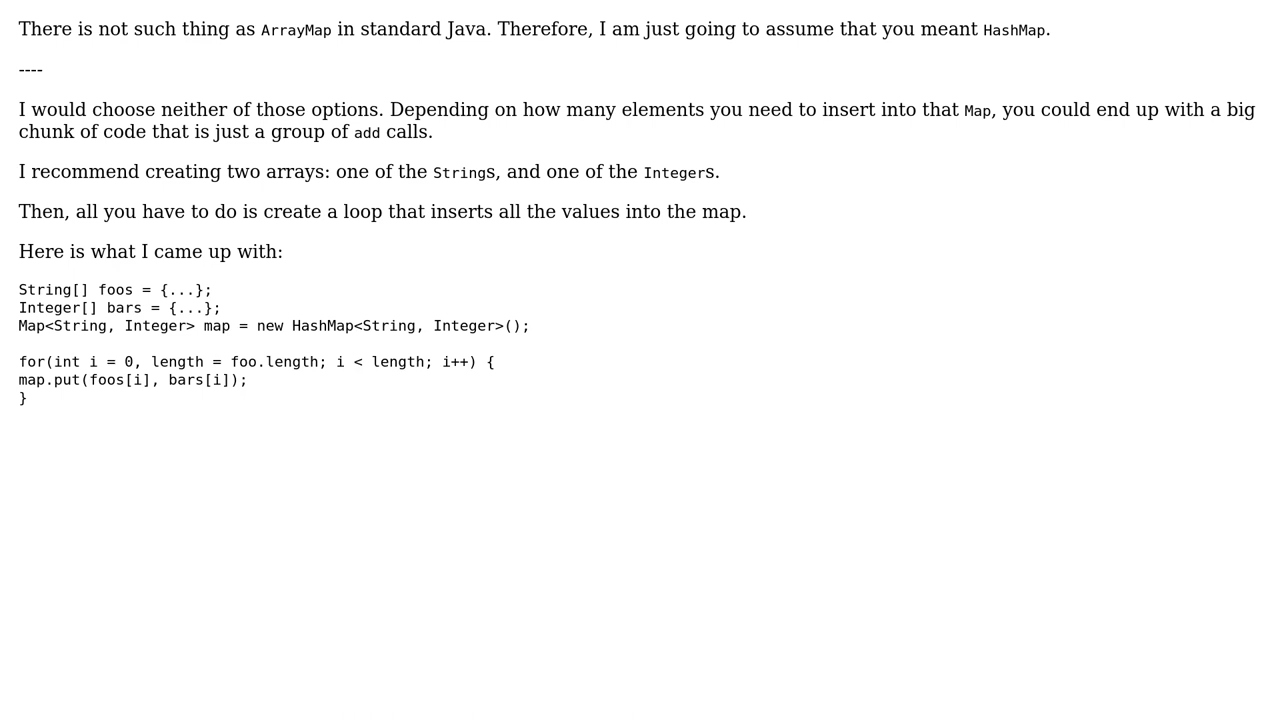 There is not such thing as ArrayMap in standard Java. Therefore, I am just going to assume that you meant HashMap.
----
I would choose neither of those options. Depending on how many elements you need to insert into that Map, you could end up with a big
chunk of code that is just a group of add calls.
I recommend creating two arrays: one of the Strings, and one of the Integers.
Then, all you have to do is create a loop that inserts all the values into the map.
Here is what I came up with:
String[] foos = {...};
Integer[] bars = {...};
Map<String, Integer> map = new HashMap<String, Integer>();
for(int i = 0, length = foo.length; i < length; i++) {
map.put(foos[i], bars[i]);
}